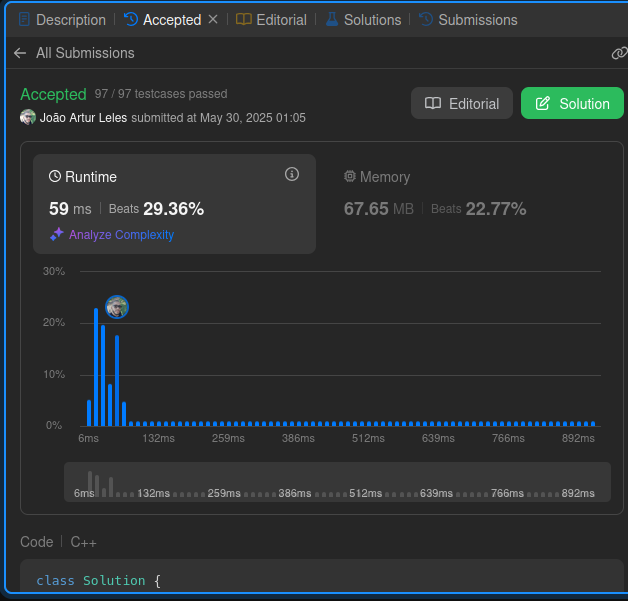 Description Accepted × Editorial Solutions Submissions
← All Submissions
Accepted 97 / 97 testcases passed
João Artur Leles submitted at May 30, 2025 01:05
Editorial Solution
Runtime
59 ms Beats 29.36%
Analyze Complexity
Memory
67.65 MB Beats 22.77%
30%
20%
10%
0%
6ms 132ms 259ms 386ms 512ms 639ms 766ms 892ms
6ms 132ms 259ms 386ms 512ms 639ms 766ms 892ms
Code C++
class Solution {